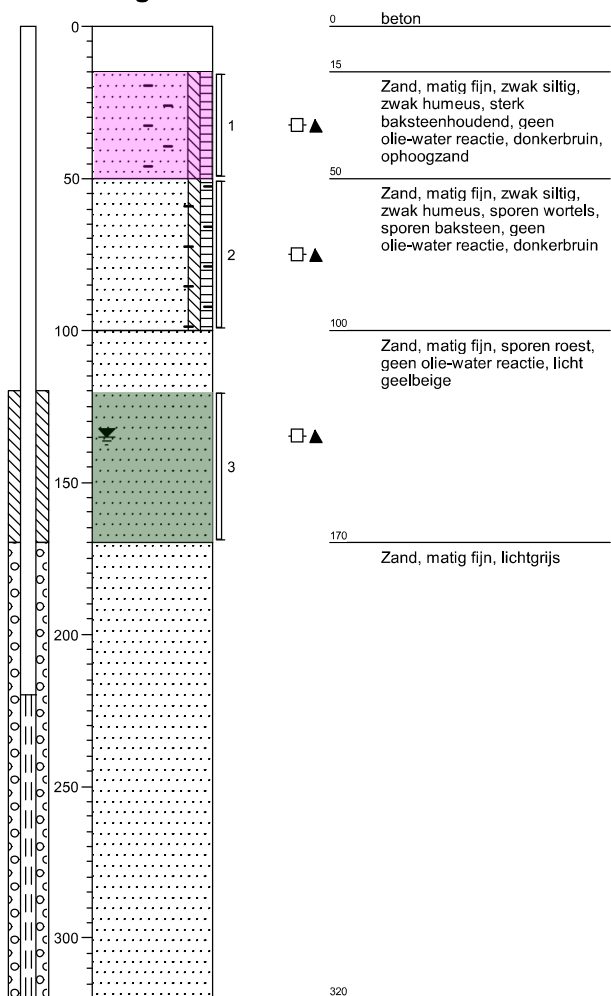 0
beton
0
15
Zand, matig fijn, zwak siltig,
zwak humeus, sterk
baksteenhoudend, geen
olie-water reactie, donkerbruin,
ophoogzand
1
50
50
Zand, matig fijn, zwak siltig,
zwak humeus, sporen wortels,
sporen baksteen, geen
olie-water reactie, donkerbruin
2
100
100
Zand, matig fijn, sporen roest,
geen olie-water reactie, licht
geelbeige
3
150
170
Zand, matig fijn, lichtgrijs
200
250
300
320